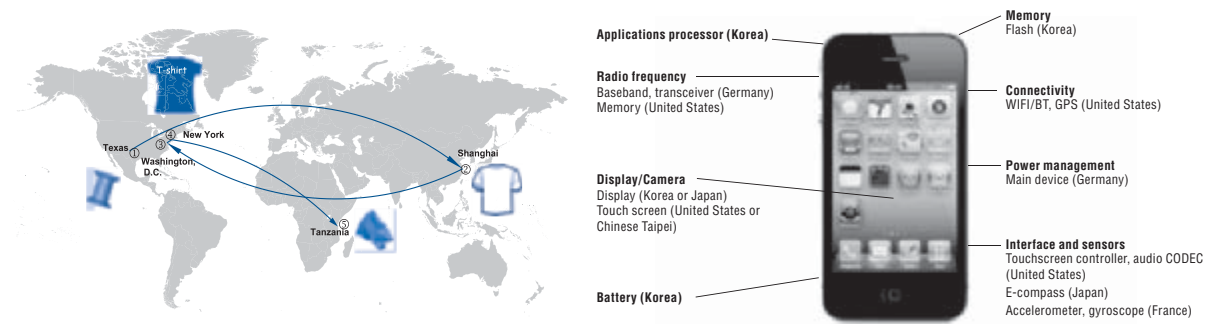 T-shirt
④ New York
Texas ①
③
Washington,
D.C.
Shanghai
②
⑤
Tanzania
Applications processor (Korea)
Radio frequency
Baseband, transceiver (Germany)
Memory (United States)
Display/Camera
Display (Korea or Japan)
Touch screen (United States or
Chinese Taipei)
Battery (Korea)
Memory
Flash (Korea)
Connectivity
WIFI/BT, GPS (United States)
Power management
Main device (Germany)
Interface and sensors
Touchscreen controller, audio CODEC
(United States)
E-compass (Japan)
Accelerometer, gyroscope (France)